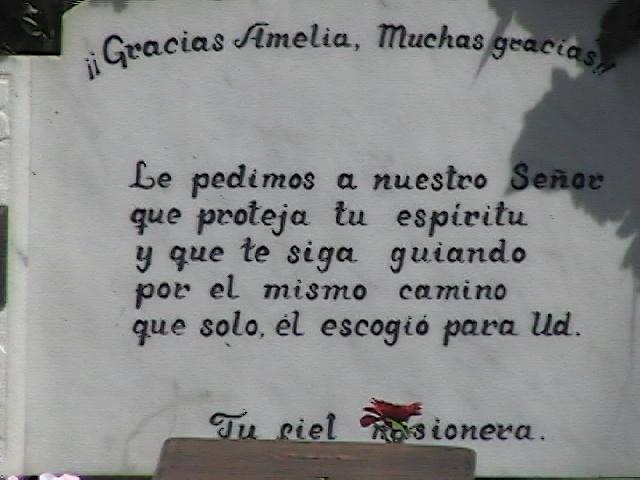 ¡¡Gracias Amelia, Muchas gracias!!
Le pedimos a nuestro Señor
que proteja tu espíritu
y que te siga guiando
por el mismo camino
que solo, él escogió para Ud.
Tu